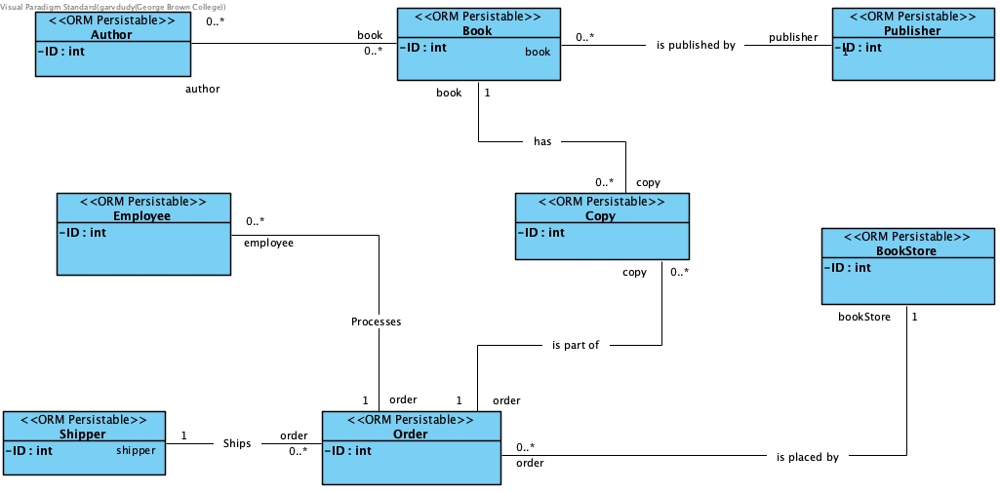 Visual Paradigm Standard(garvdudy(George Brown College))
<<ORM Persistable>>
Author
-ID : int
0..*
author
book
0..*
<<ORM Persistable>>
Book
-ID : int
book
0..*
is published by
publisher
1
<<ORM Persistable>>
Publisher
-ID : int
book
1
has
0..*
copy
<<ORM Persistable>>
Employee
-ID : int
0..*
employee
<<ORM Persistable>>
Copy
-ID : int
copy
0..*
<<ORM Persistable>>
BookStore
-ID : int
bookStore
1
Processes
is part of
1
order
1
order
<<ORM Persistable>>
Shipper
-ID : int
shipper
1
Ships
order
0..*
<<ORM Persistable>>
Order
-ID : int
0..*
order
is placed by